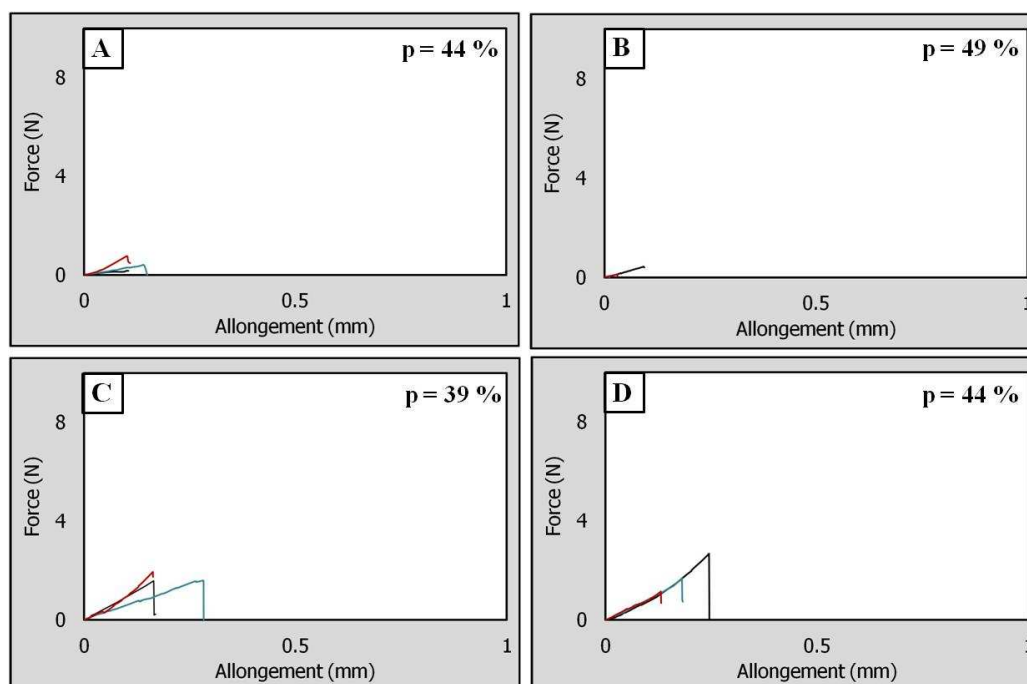 A
p = 44 %
8
4
0
Force (N)
0
0.5
1
Allongement (mm)
B
p = 49 %
8
4
0
Force (N)
0
0.5
1
Allongement (mm)
C
p = 39 %
8
4
0
Force (N)
0
0.5
1
Allongement (mm)
D
p = 44 %
8
4
0
Force (N)
0
0.5
1
Allongement (mm)